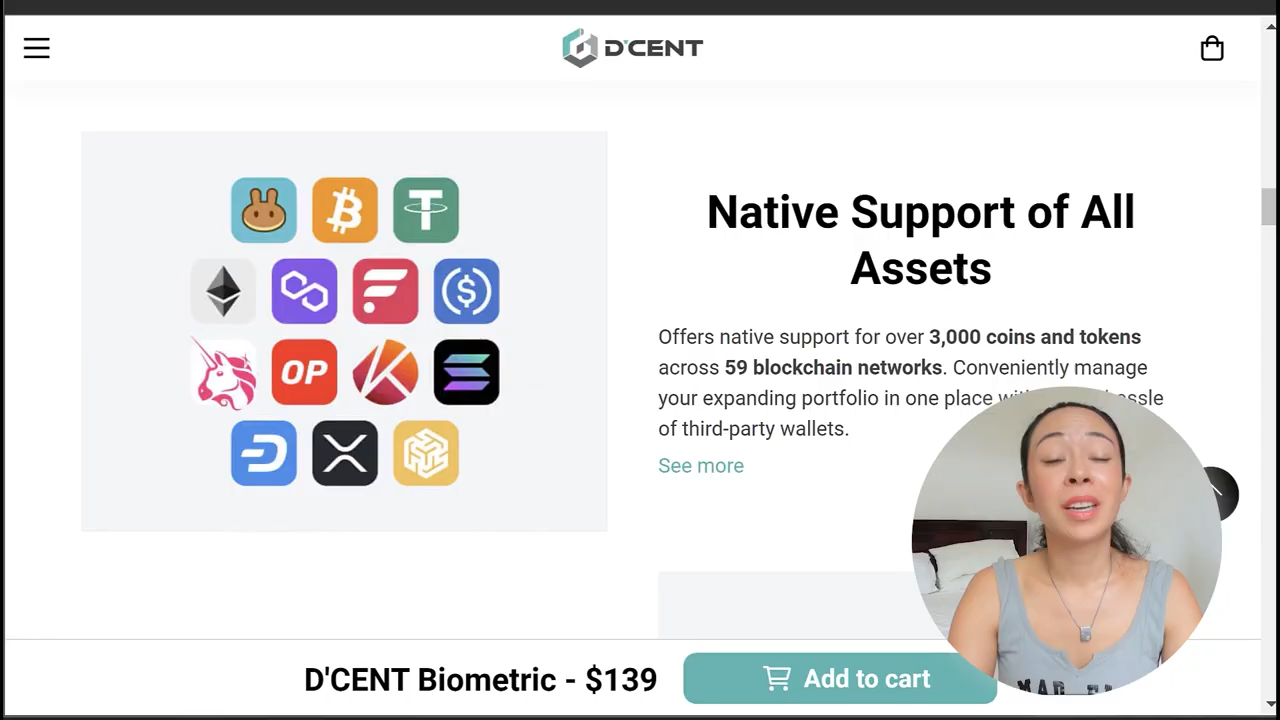 D'CENT
Native Support of All
Assets
Offers native support for over 3,000 coins and tokens
across 59 blockchain networks. Conveniently manage
your expanding portfolio in one place
of third-party wallets.
See more
OP
D'CENT Biometric - $139
Add to cart